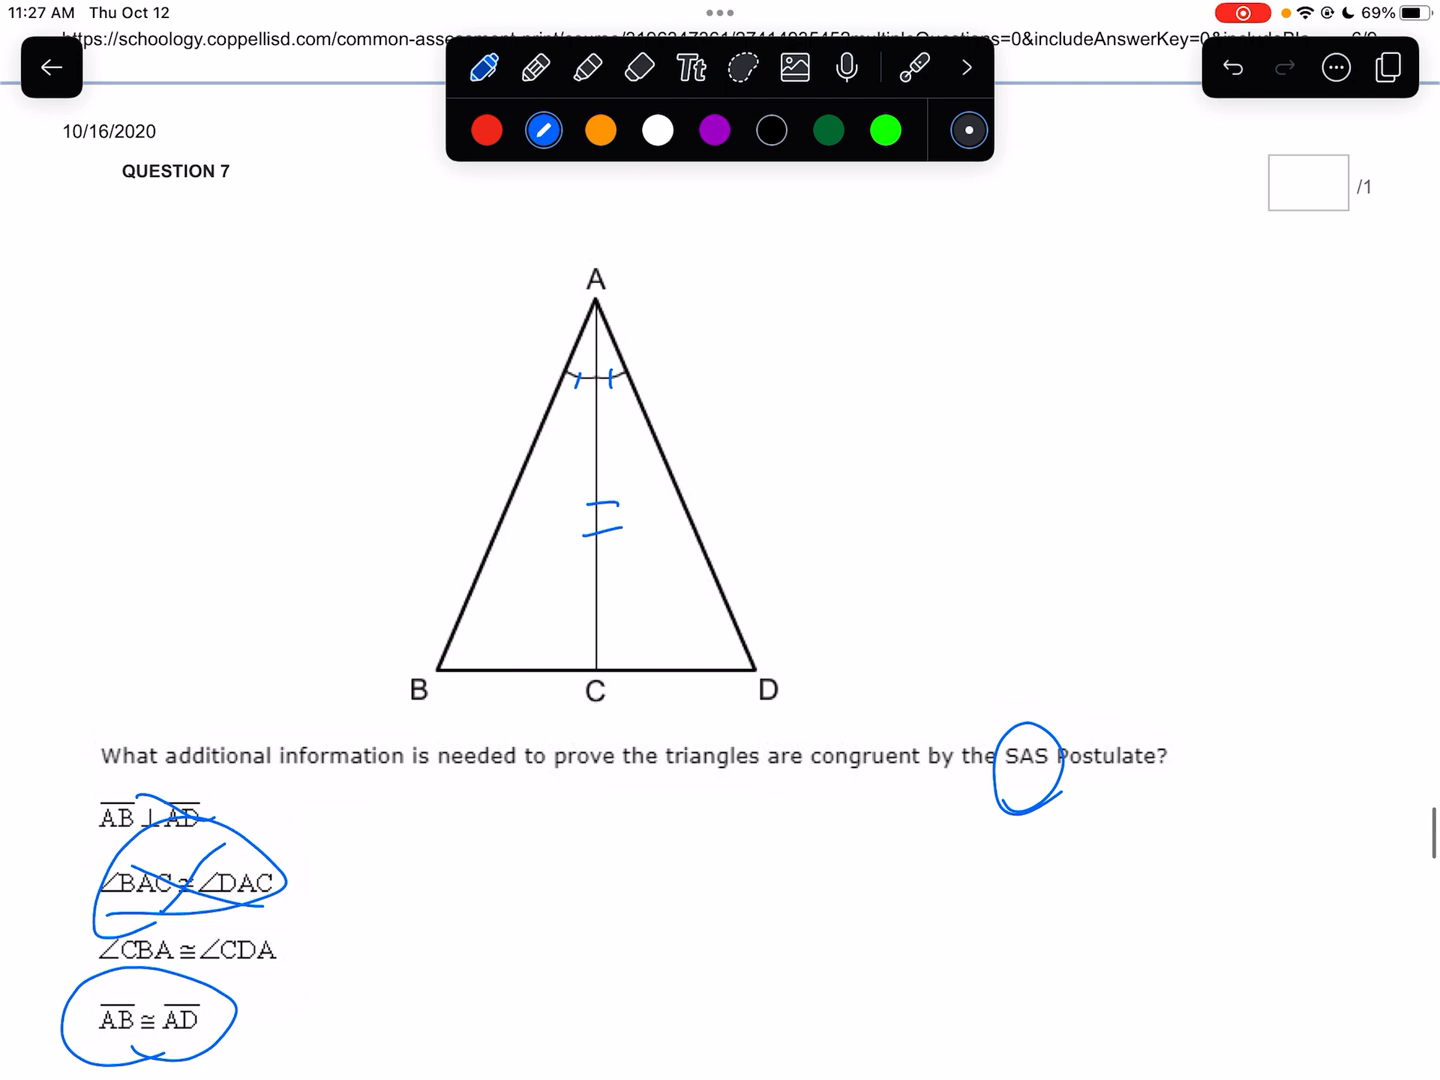 11:27 AM Thu Oct 12
69%
10/16/2020
QUESTION 7
/1
Tt
A
B
C
D
What additional information is needed to prove the triangles are congruent by the SAS Postulate?
AB ⊥ AD
∠BAC ≅ ∠DAC
∠CBA ≅ ∠CDA
AB ≅ AD